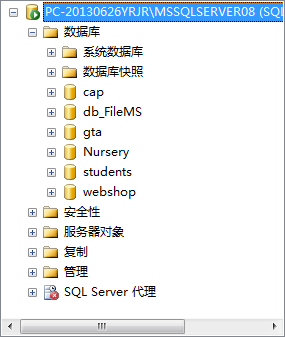 PC-20130626YRJR\MSSQLSERVER08 (SQL
数据库
系统数据库
数据库快照
cap
db_FileMS
gta
Nursery
students
webshop
安全性
服务器对象
复制
管理
SQL Server 代理